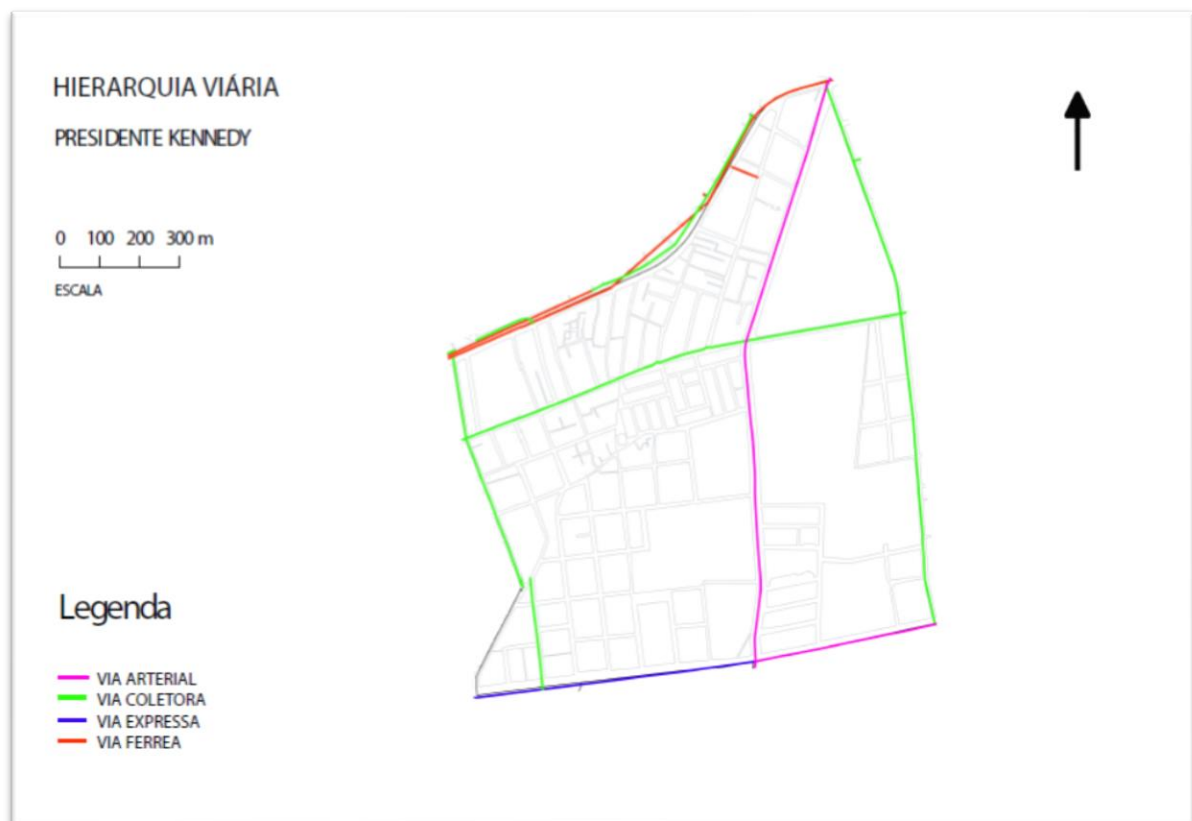 HIERARQUIA VIÁRIA
PRESIDENTE KENNEDY
0 100 200 300 m
ESCALA
Legenda
VIA ARTERIAL
VIA COLETORA
VIA EXPRESSA
VIA FERREA